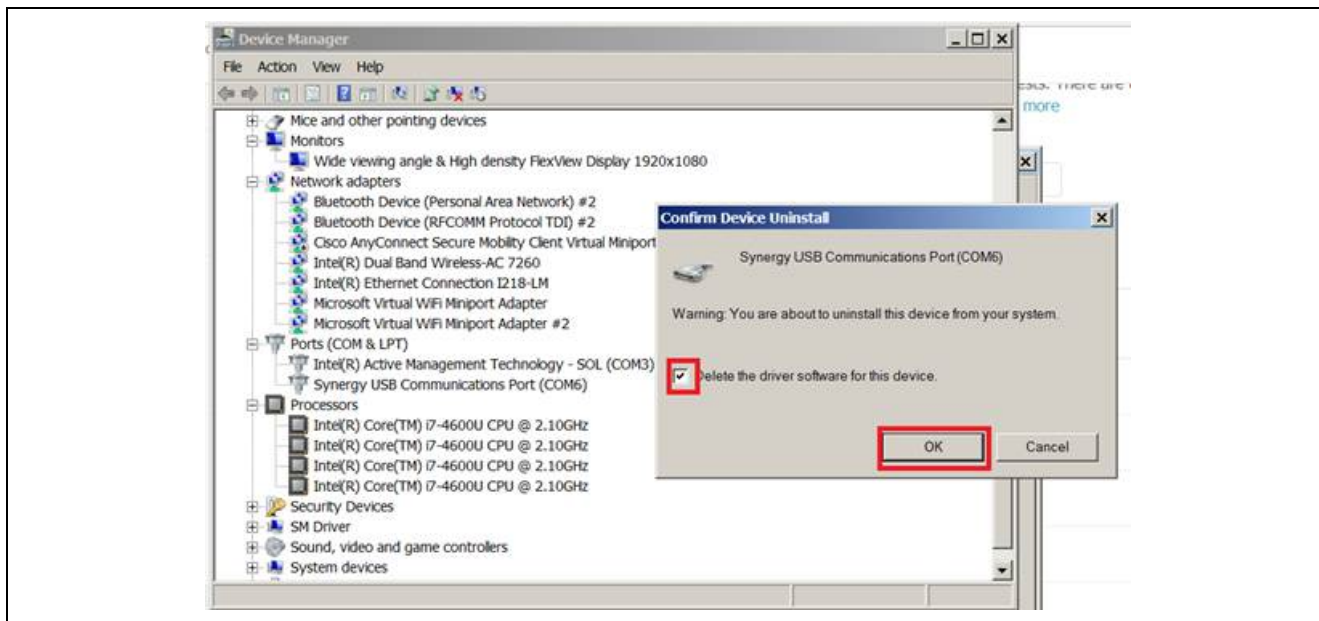 Device Manager
File Action View Help
more
Mice and other pointing devices
Monitors
Wide viewing angle & High density FlexView Display 1920x1080
Network adapters
Bluetooth Device (Personal Area Network) #2
Bluetooth Device (RFCOMM Protocol TDI) #2
Cisco AnyConnect Secure Mobility Client Virtual Miniport
Intel(R) Dual Band Wireless-AC 7260
Intel(R) Ethernet Connection I218-LM
Microsoft Virtual WiFi Miniport Adapter
Microsoft Virtual WiFi Miniport Adapter #2
Ports (COM & LPT)
Intel(R) Active Management Technology - SOL (COM3)
Synergy USB Communications Port (COM6)
Processors
Intel(R) Core(TM) i7-4600U CPU @ 2.10GHz
Intel(R) Core(TM) i7-4600U CPU @ 2.10GHz
Intel(R) Core(TM) i7-4600U CPU @ 2.10GHz
Intel(R) Core(TM) i7-4600U CPU @ 2.10GHz
Security Devices
SM Driver
Sound, video and game controllers
System devices
Confirm Device Uninstall
Synergy USB Communications Port (COM6)
Warning: You are about to uninstall this device from your system.
Delete the driver software for this device.
OK Cancel